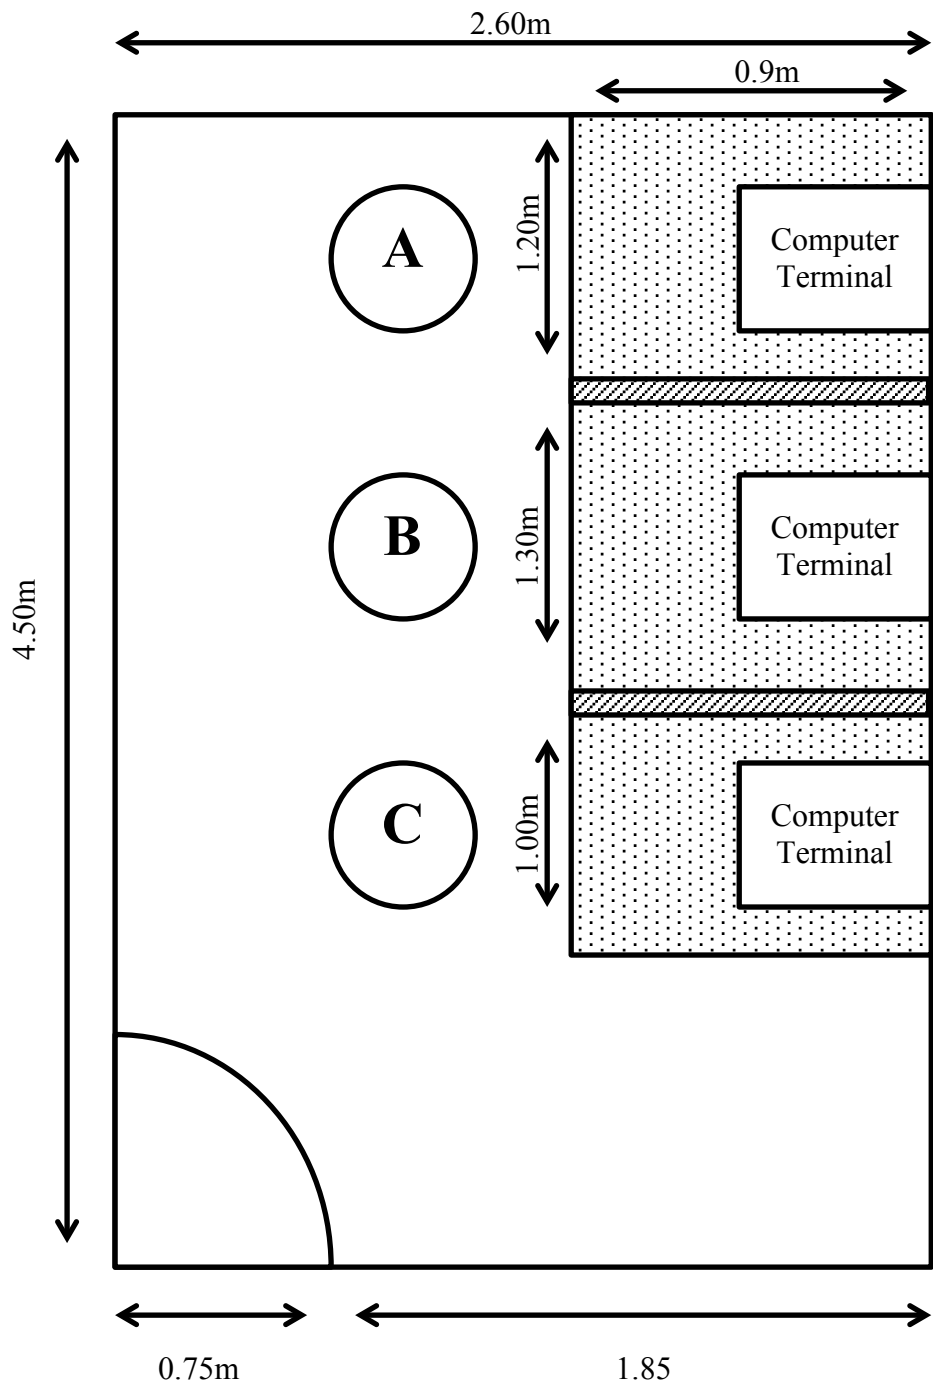 2.60m
0.9m
A
1.20m
Computer
Terminal
B
1.30m
Computer
Terminal
4.50m
C
1.00m
Computer
Terminal
0.75m
1.85